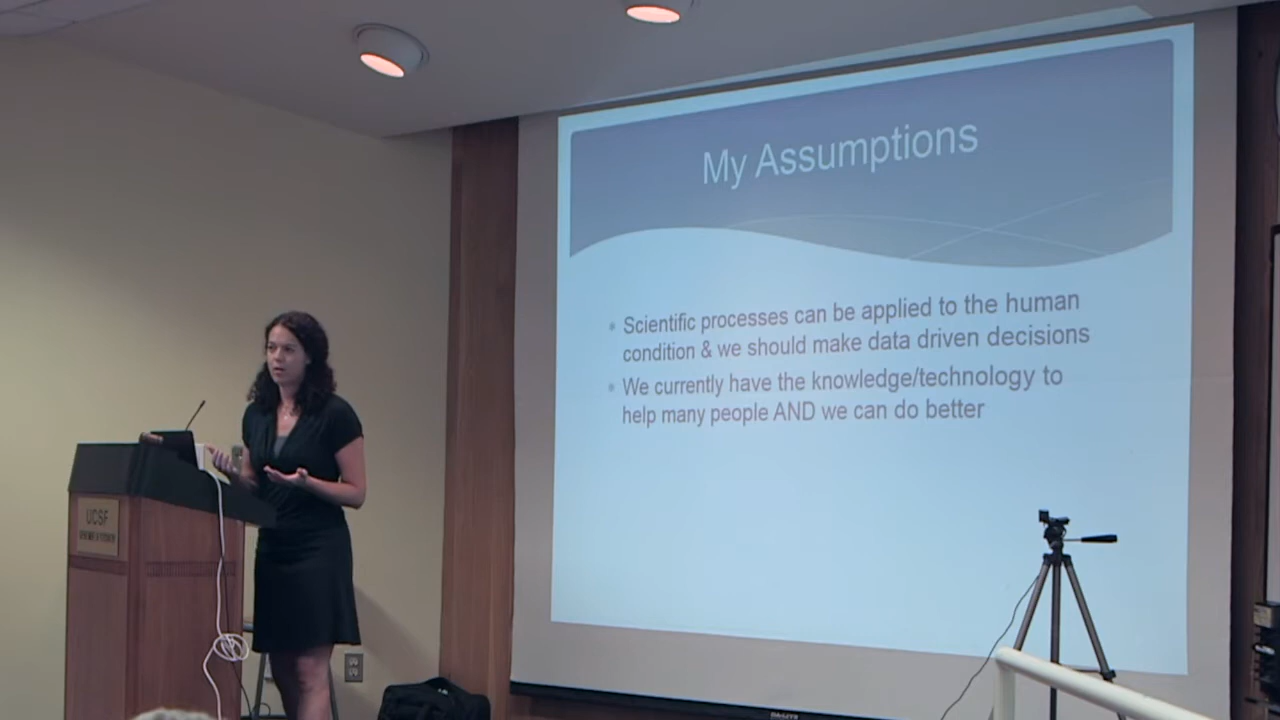 My Assumptions
Scientific processes can be applied to the human
condition & we should make data driven decisions
We currently have the knowledge/technology to
help many people AND we can do better
UCSF